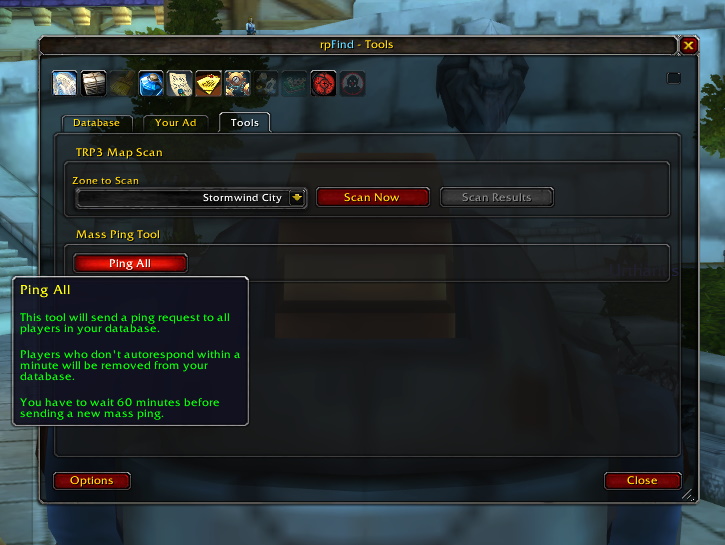 rpFind - Tools
Database
Your Ad
Tools
TRP3 Map Scan
Zone to Scan
Stormwind City
Scan Now
Scan Results
Mass Ping Tool
Ping All
Ping All
This tool will send a ping request to all
players in your database.
Players who don't autorespond within a
minute will be removed from your
database.
You have to wait 60 minutes before
sending a new mass ping.
Options
Close